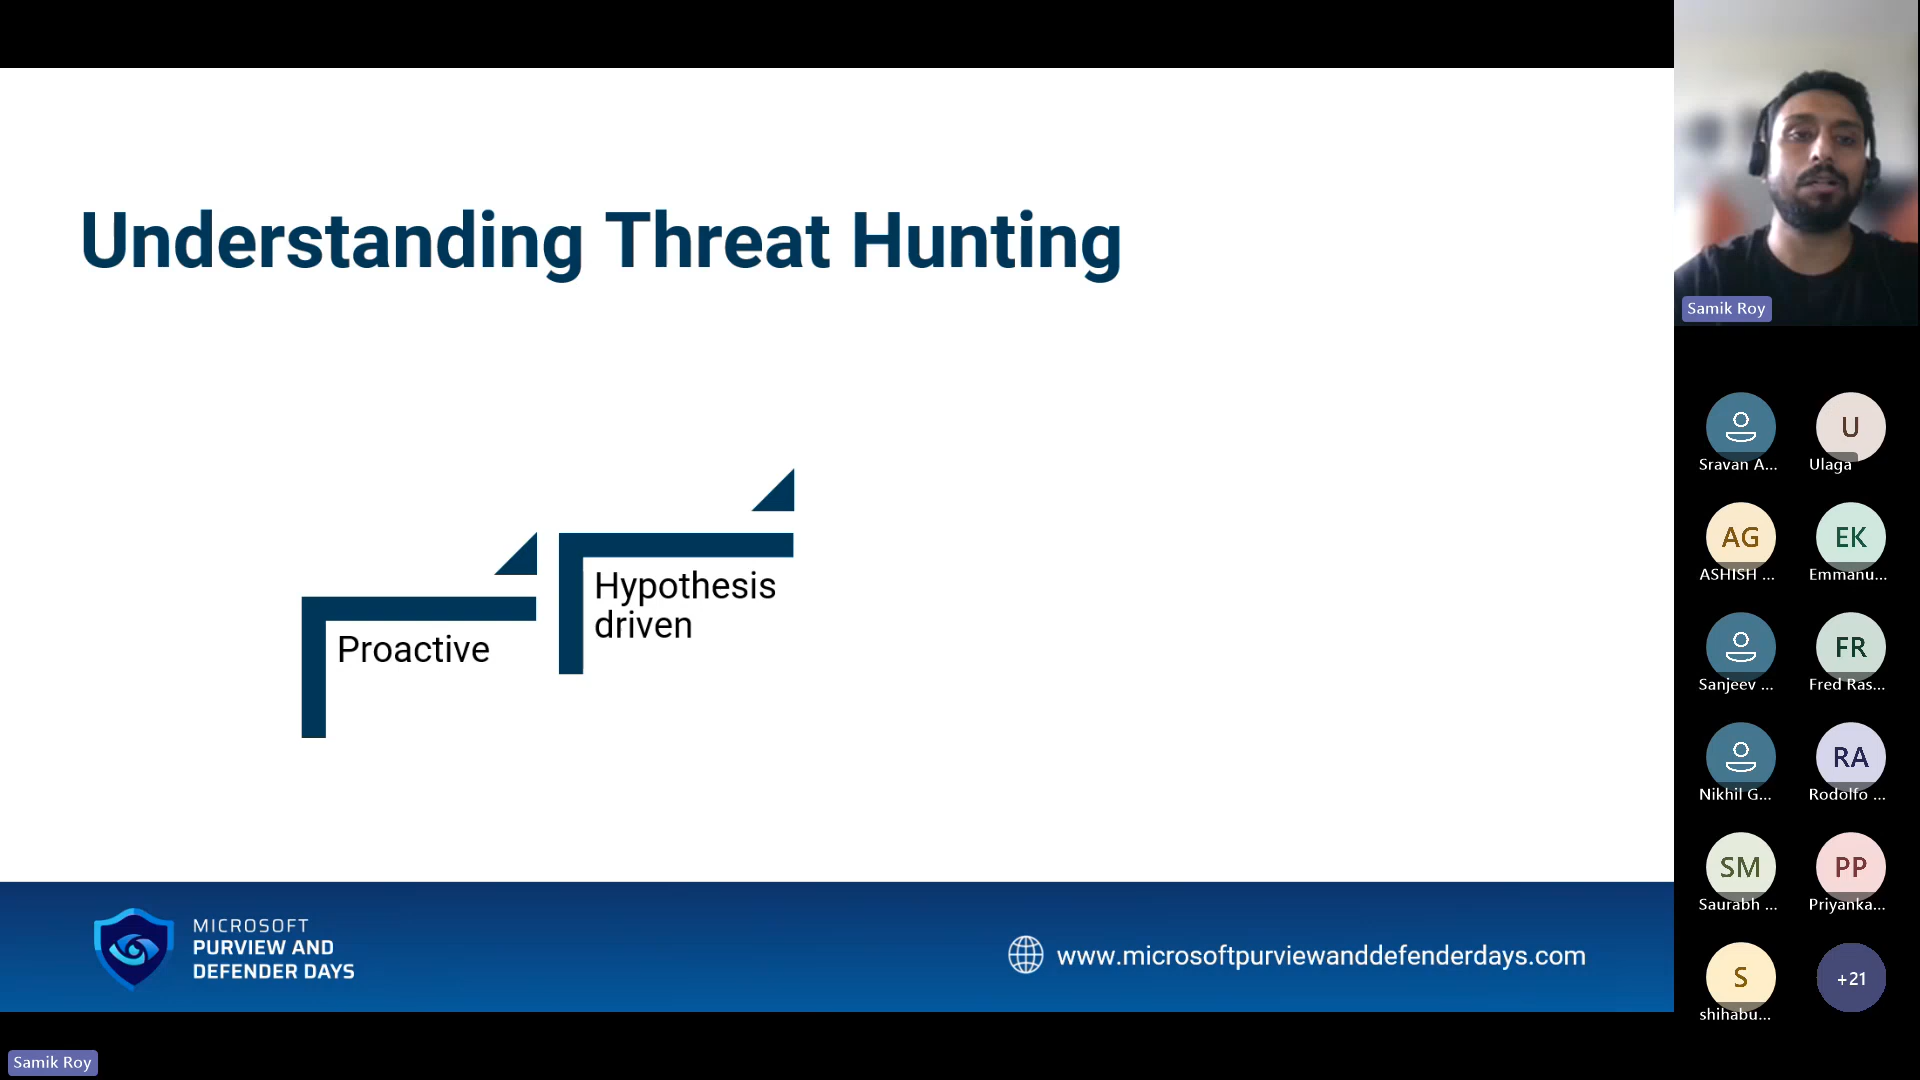 Understanding Threat Hunting
Proactive
Hypothesis
driven
MICROSOFT
PURVIEW AND
DEFENDER DAYS
www.microsoftpurviewanddefenderdays.com
Samik Roy
Samik Roy
Sravan A...
U
Ulaga
AG
ASHISH ...
EK
Emmanu...
Sanjeev ...
FR
Fred Ras...
Nikhil G...
RA
Rodolfo ...
SM
Saurabh ...
PP
Priyanka...
S
shihabu...
+21